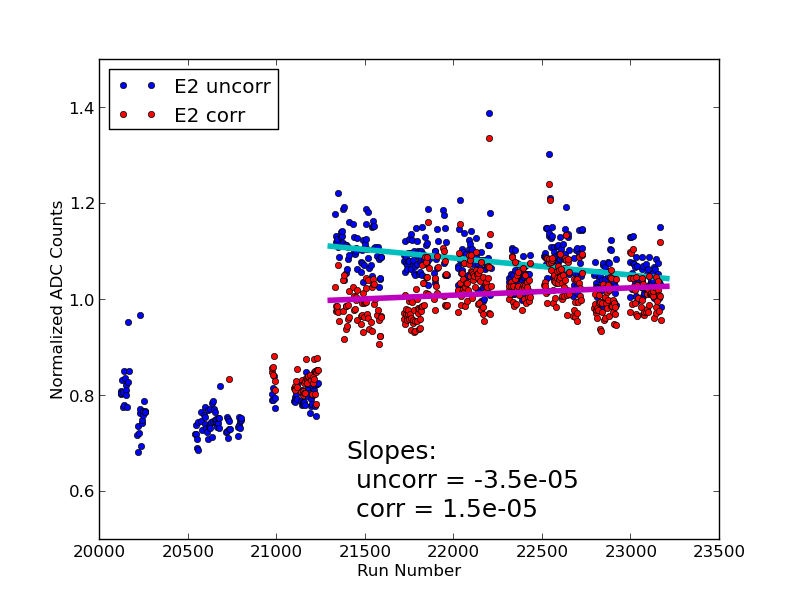 E2 uncorr
E2 corr
1.4
1.2
1.0
0.8
0.6
Normalized ADC Counts
Slopes:
uncorr = -3.5e-05
corr = 1.5e-05
20000 20500 21000 21500 22000 22500 23000 23500
Run Number